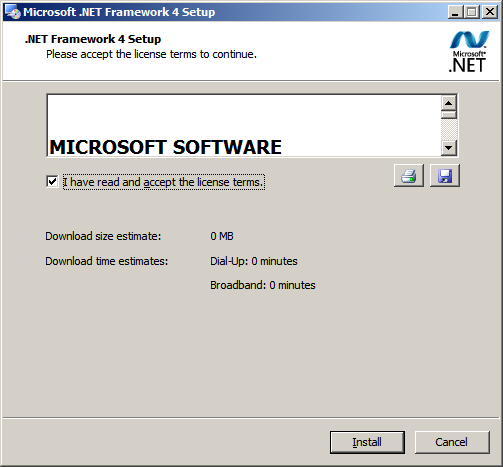 Microsoft .NET Framework 4 Setup
.NET Framework 4 Setup
Please accept the license terms to continue.
Microsoft®
.NET
MICROSOFT SOFTWARE
I have read and accept the license terms.
Download size estimate: 0 MB
Download time estimates: Dial-Up: 0 minutes
Broadband: 0 minutes
Install Cancel